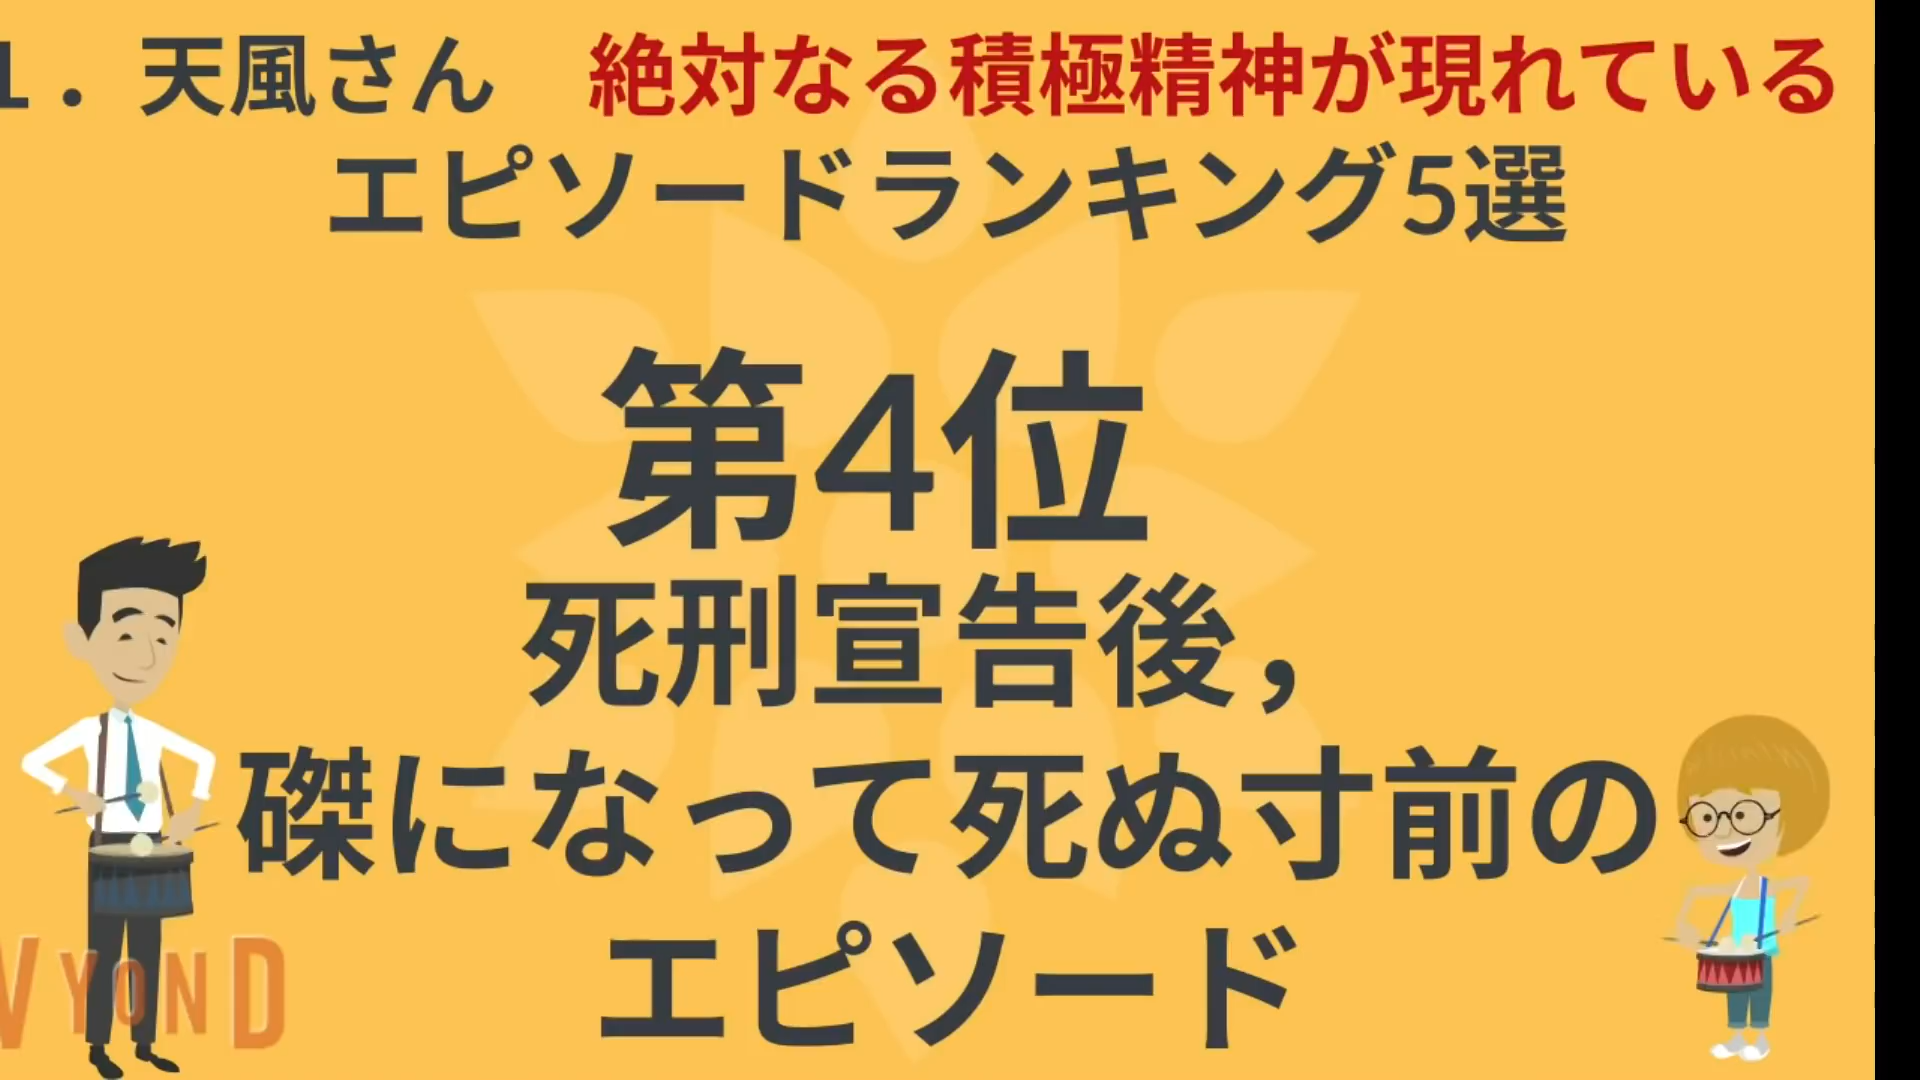 1．天風さん　絶対なる積極精神が現れている
エピソードランキング5選
第4位
死刑宣告後，
磔になって死ぬ寸前の
エピソード
VYOND